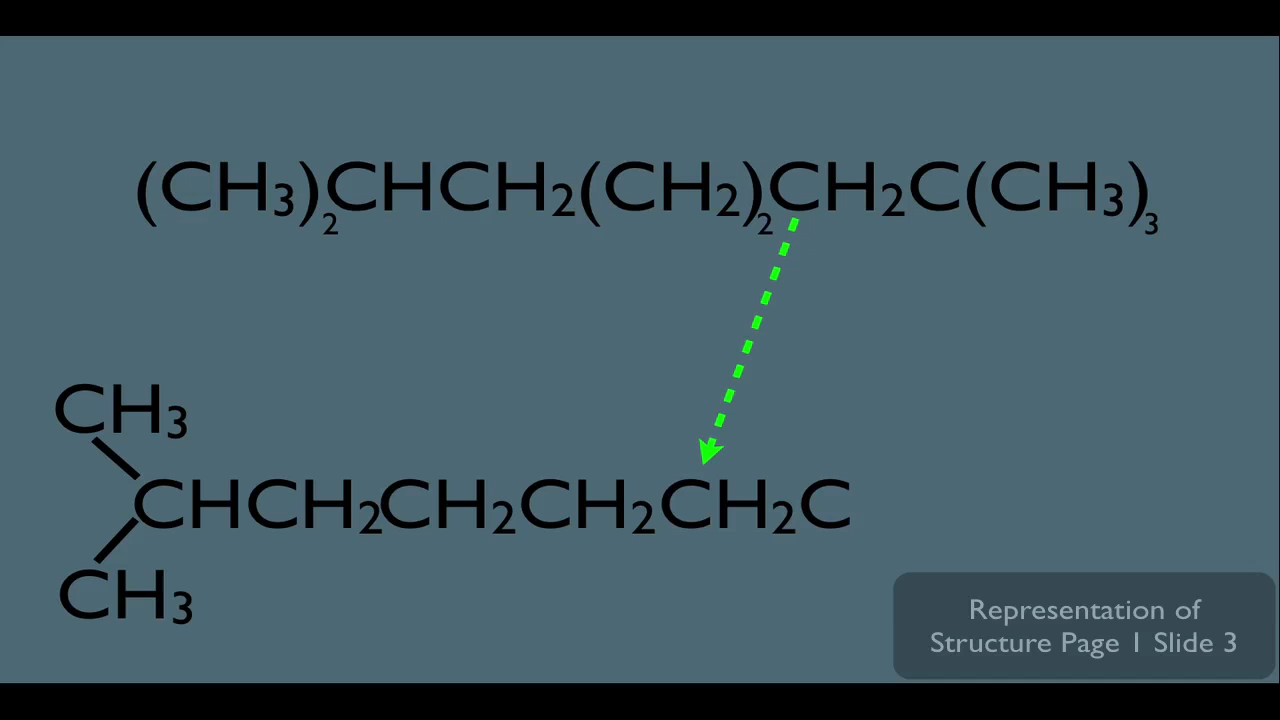 (CH₃)₂CHCH₂(CH₂)₂CH₂C(CH₃)₃
CH₃
CHCH₂CH₂CH₂CH₂C
CH₃
Representation of
Structure Page 1 Slide 3